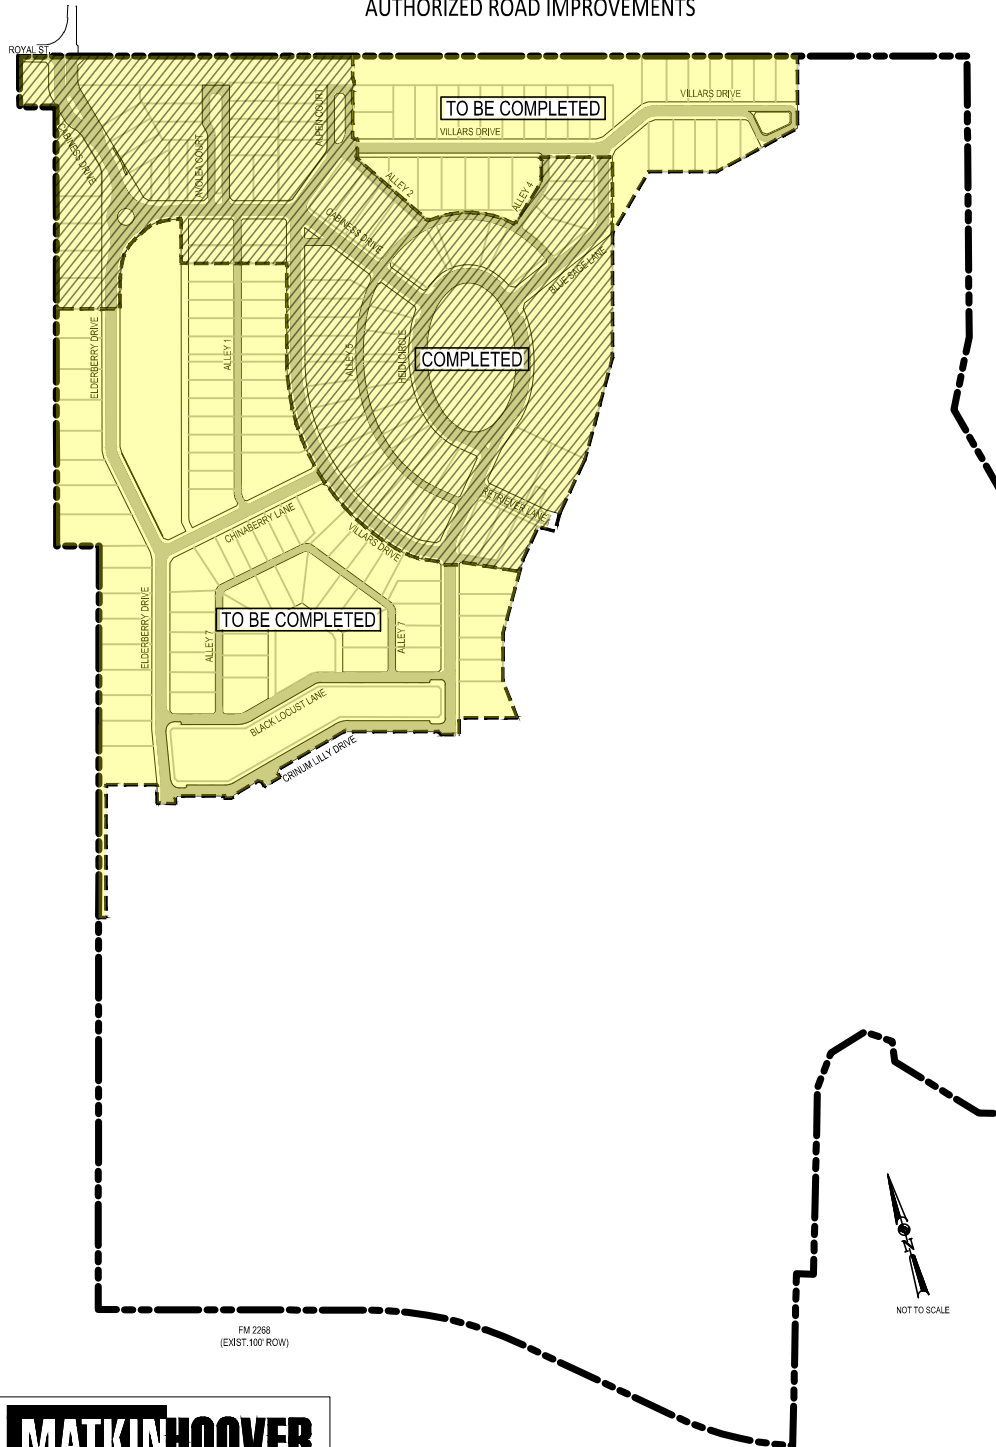 AUTHORIZED ROAD IMPROVEMENTS
ROYAL ST.
CABINESS DRIVE
AVOLEA COURT
ALPEN COURT
TO BE COMPLETED
VILLARS DRIVE
VILLARS DRIVE
ALLEY 2
ALLEY 4
CABINESS DRIVE
BLUE SAGE LANE
ELDERBERRY DRIVE
ALLEY 1
ALLEY 5
HEIDI CIRCLE
COMPLETED
RETRIEVER LANE
CHINABERRY LANE
VILLARS DRIVE
ELDERBERRY DRIVE
ALLEY 7
TO BE COMPLETED
ALLEY 7
BLACK LOCUST LANE
CRINUM LILLY DRIVE
NOT TO SCALE
FM 2268
(EXIST.100' ROW)
MATKINHOOVER